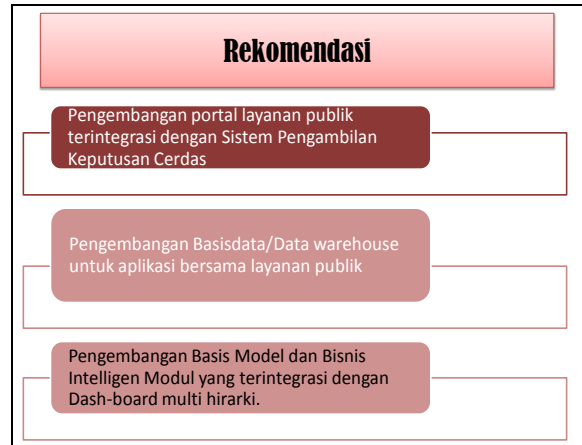 Rekomendasi
Pengembangan portal layanan publik
terintegrasi dengan Sistem Pengambilan
Keputusan Cerdas
Pengembangan Basisdata/Data warehouse
untuk aplikasi bersama layanan publik
Pengembangan Basis Model dan Bisnis
Intelligen Modul yang terintegrasi dengan
Dash-board multi hirarki.